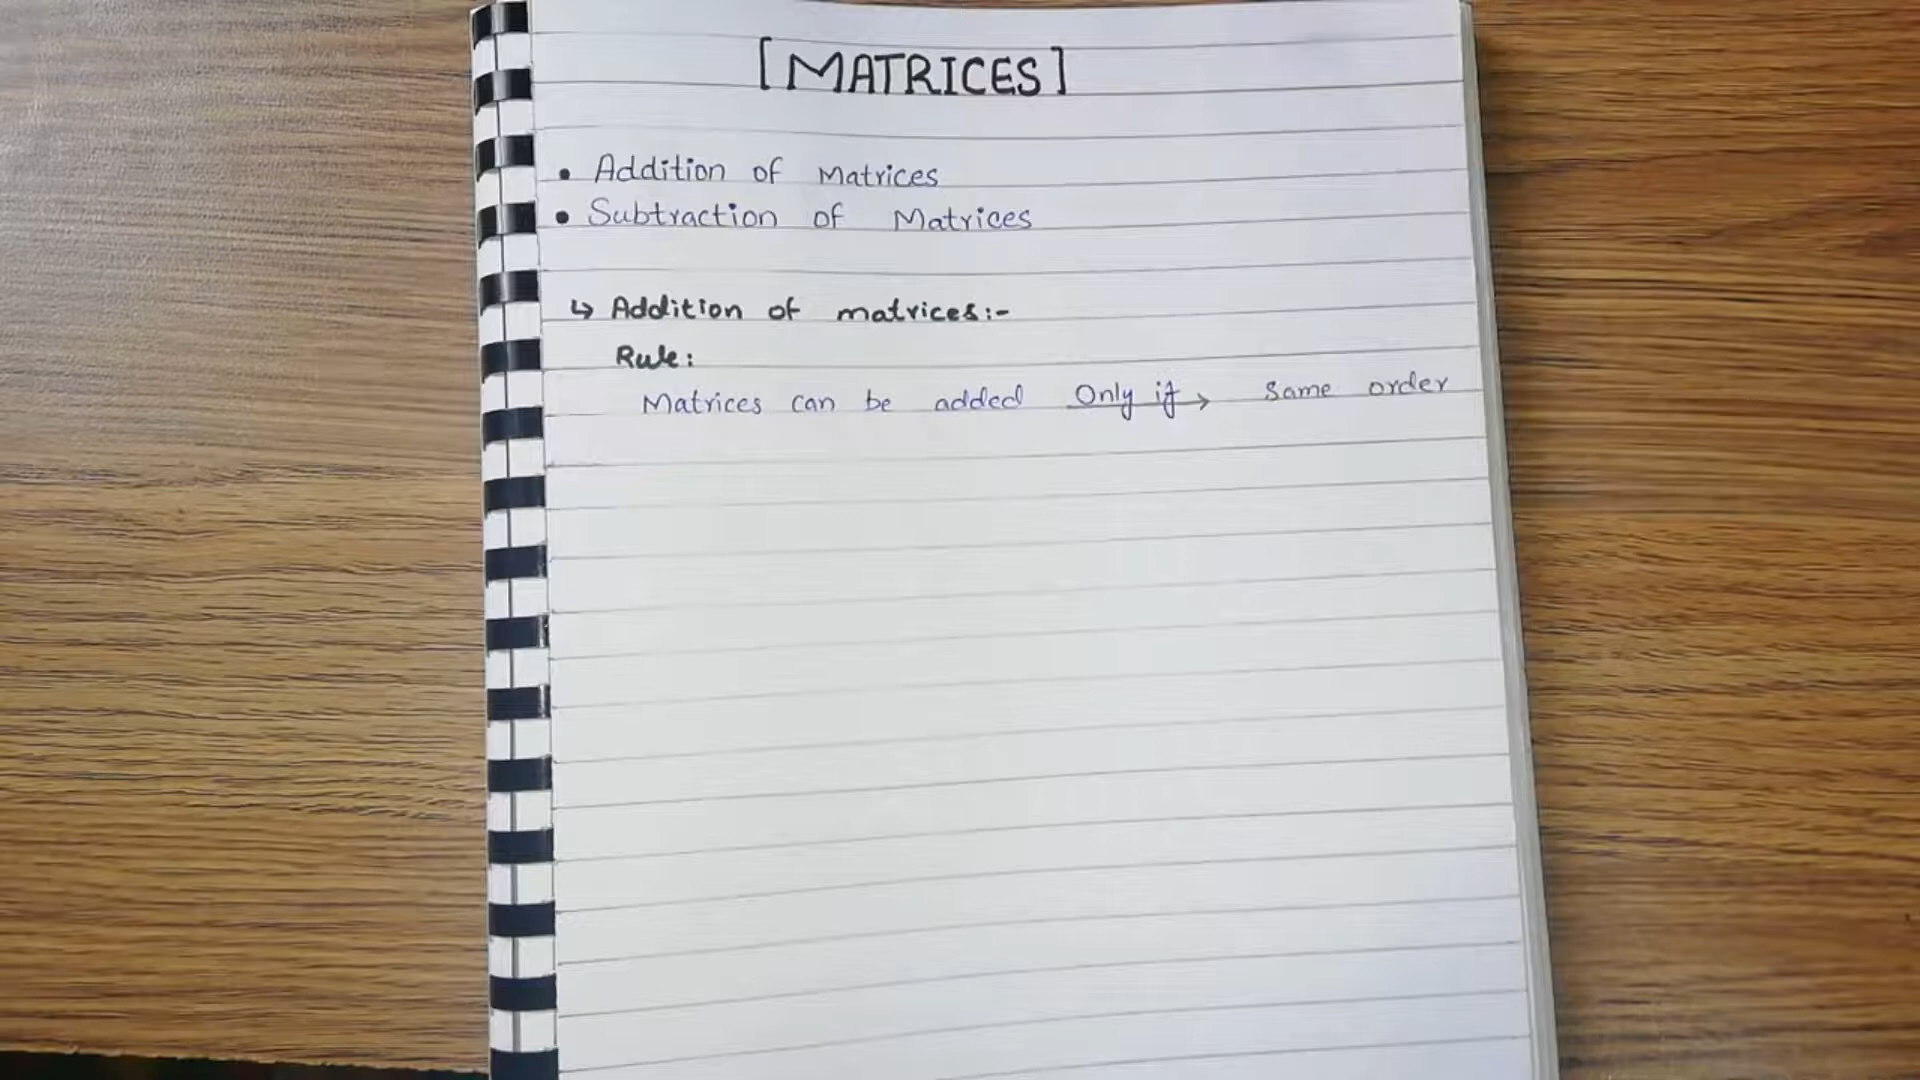 [MATRICES]
• Addition of Matrices
• Subtraction of Matrices
↳ Addition of matrices:-
Rule:
Matrices can be added Only if → Same order